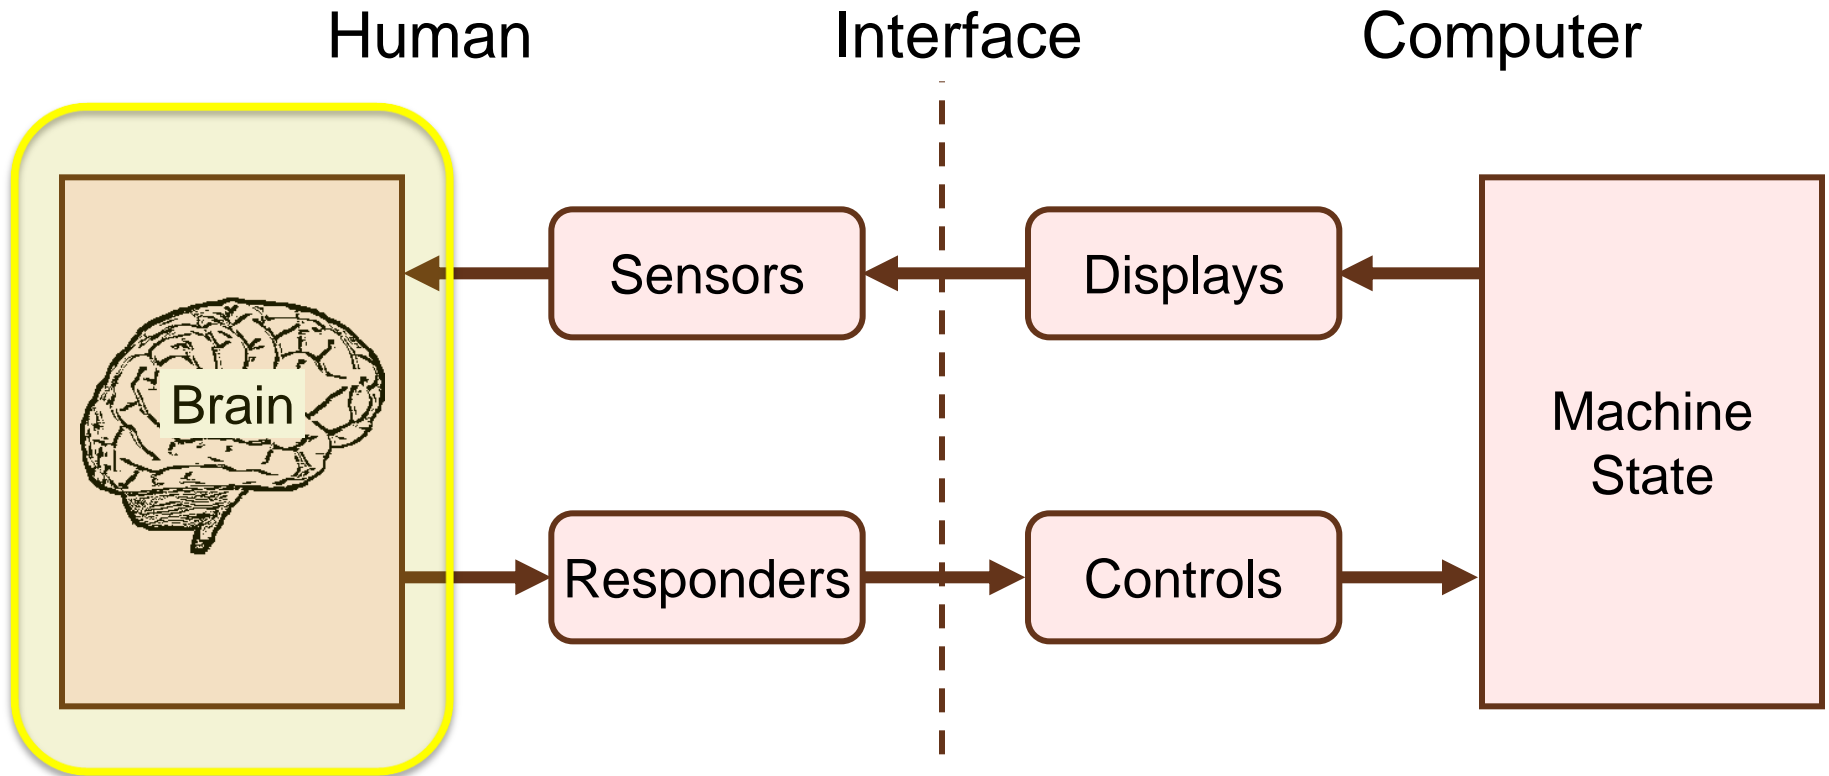 Human
Interface
Computer
Sensors
Displays
Brain
Machine
State
Responders
Controls